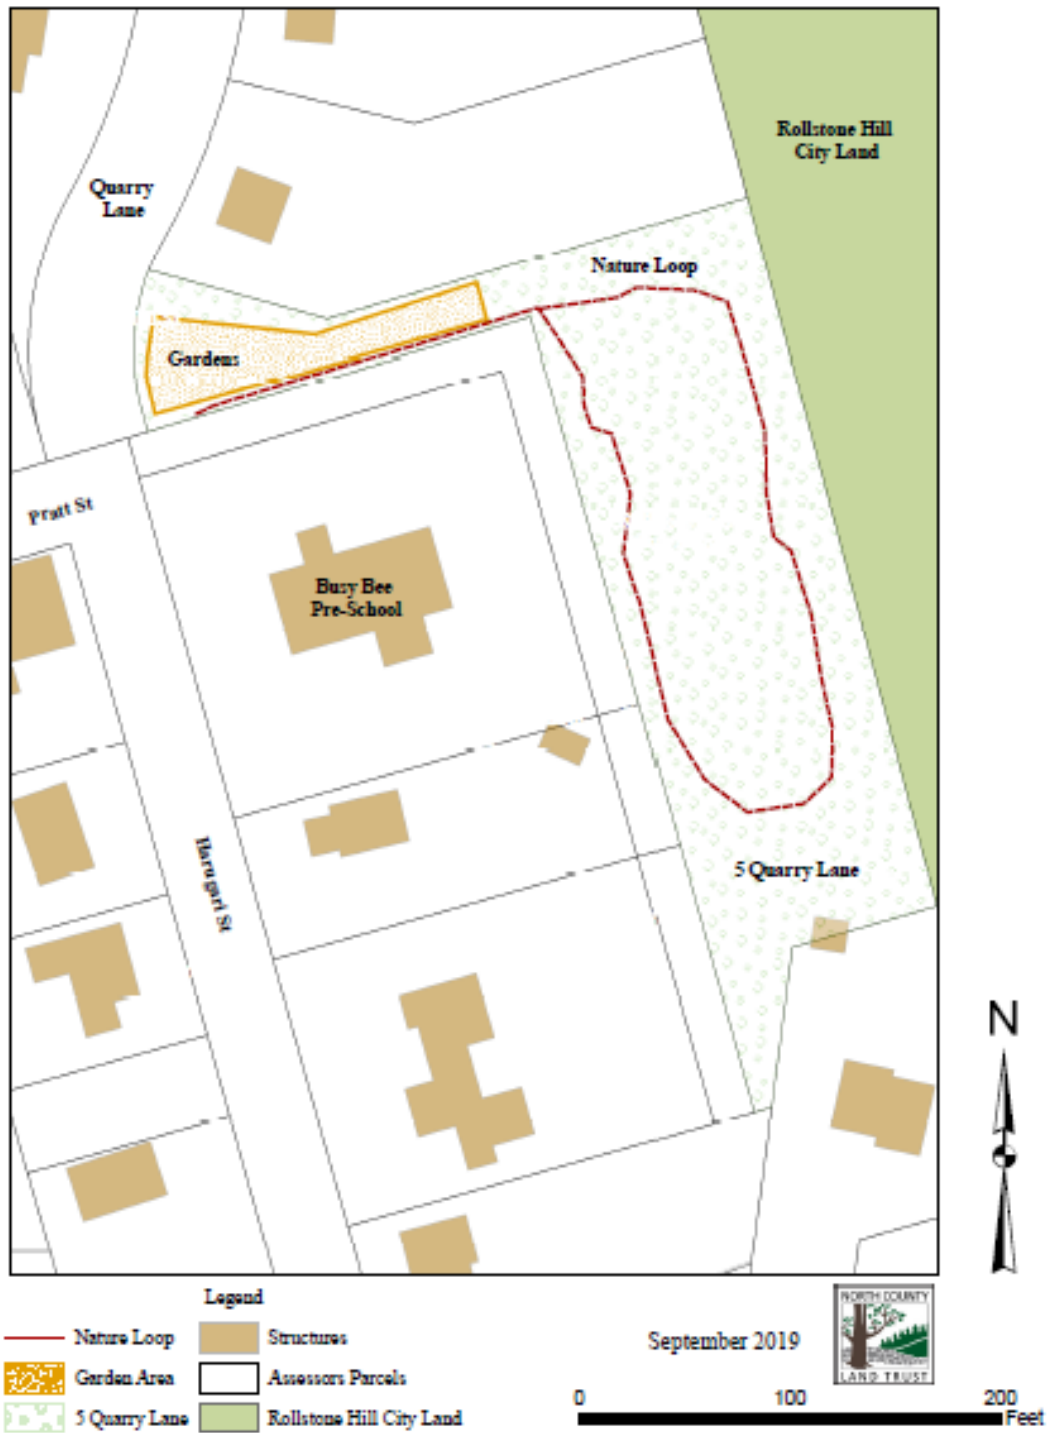 Rollstone Hill
City Land
Quarry
Lane
Nature Loop
Gardens
Pratt St
Busy Bee
Pre-School
Harugari St
5 Quarry Lane
N
Legend
Nature Loop
Structures
Garden Area
Assessors Parcels
5 Quarry Lane
Rollstone Hill City Land
September 2019
NORTH COUNTY
LAND TRUST
0 100 200
Feet